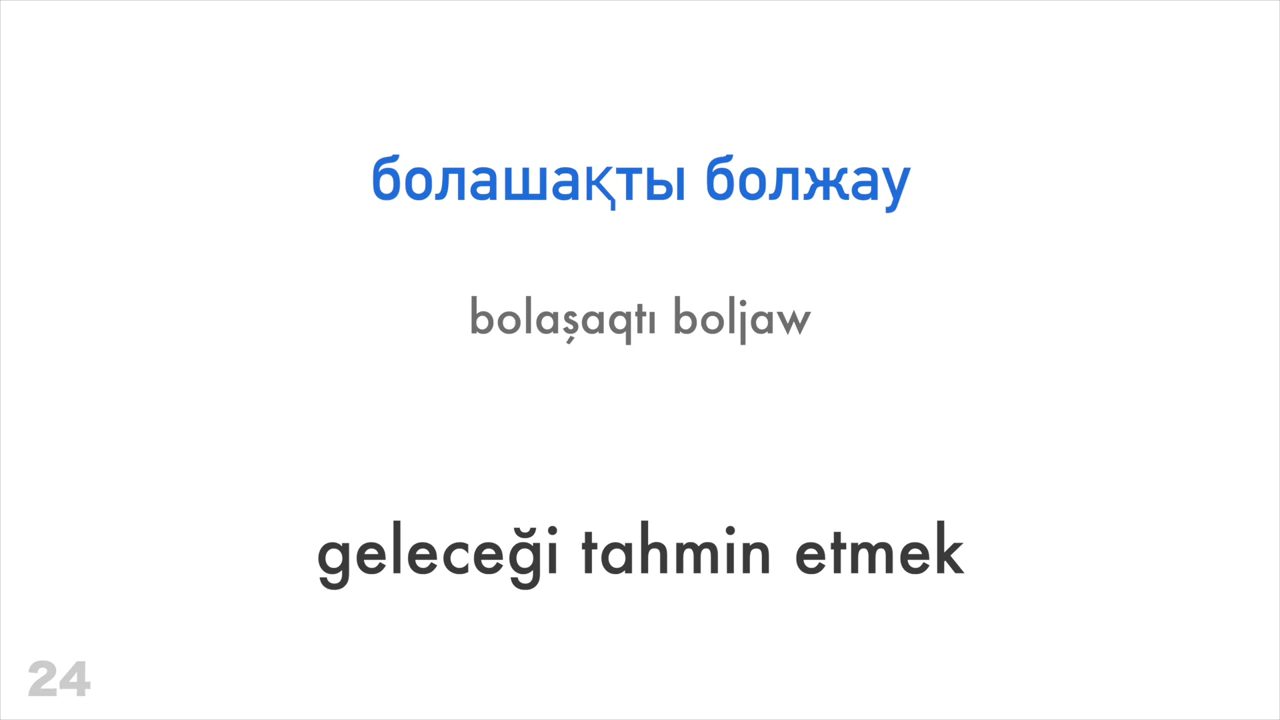 болашақты болжау
bolaşaqtı boljaw
geleceği tahmin etmek
24